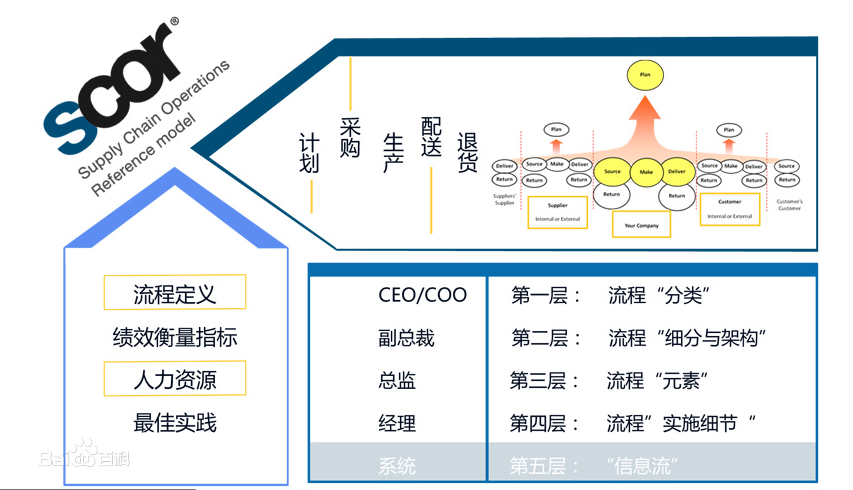 scor®
Supply Chain Operations
Reference model
计划
采购
生产
配送
退货
Plan
Plan
Plan
Deliver
Return
Source
Make
Deliver
Return
Return
Source
Make
Deliver
Return
Return
Source
Make
Deliver
Return
Return
Source
Return
Suppliers'
Supplier
Supplier
Internal or External
Your Company
Customer
Internal or External
Customer's
Customer
流程定义
绩效衡量指标
人力资源
最佳实践
CEO/COO 第一层： 流程“分类”
副总裁 第二层： 流程“细分与架构”
总监 第三层： 流程“元素”
经理 第四层： 流程”实施细节“
系统 第五层： “信息流”
Baidu百科